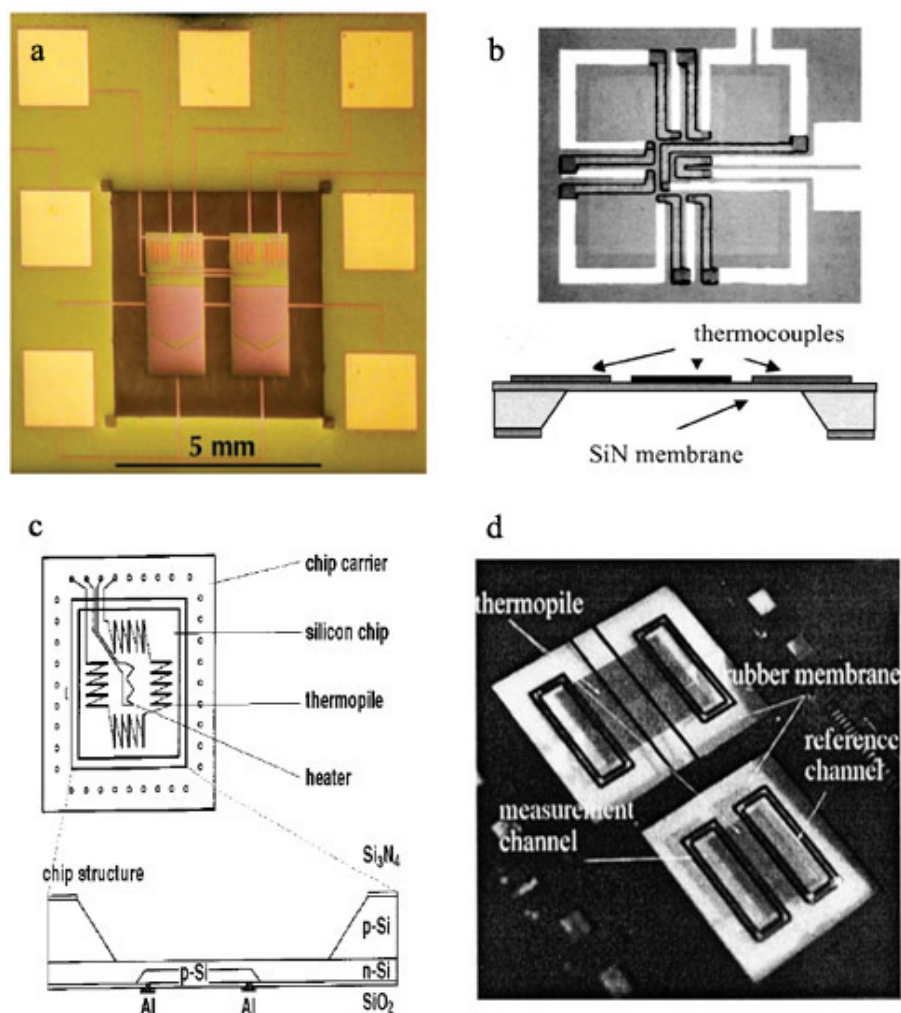 a
5 mm
b
thermocouples
SiN membrane
c
chip carrier
silicon chip
thermopile
heater
chip structure
Si₃N₄
p-Si
p-Si
n-Si
Al
Al
SiO₂
d
thermopile
rubber membrane
reference
channel
measurement
channel